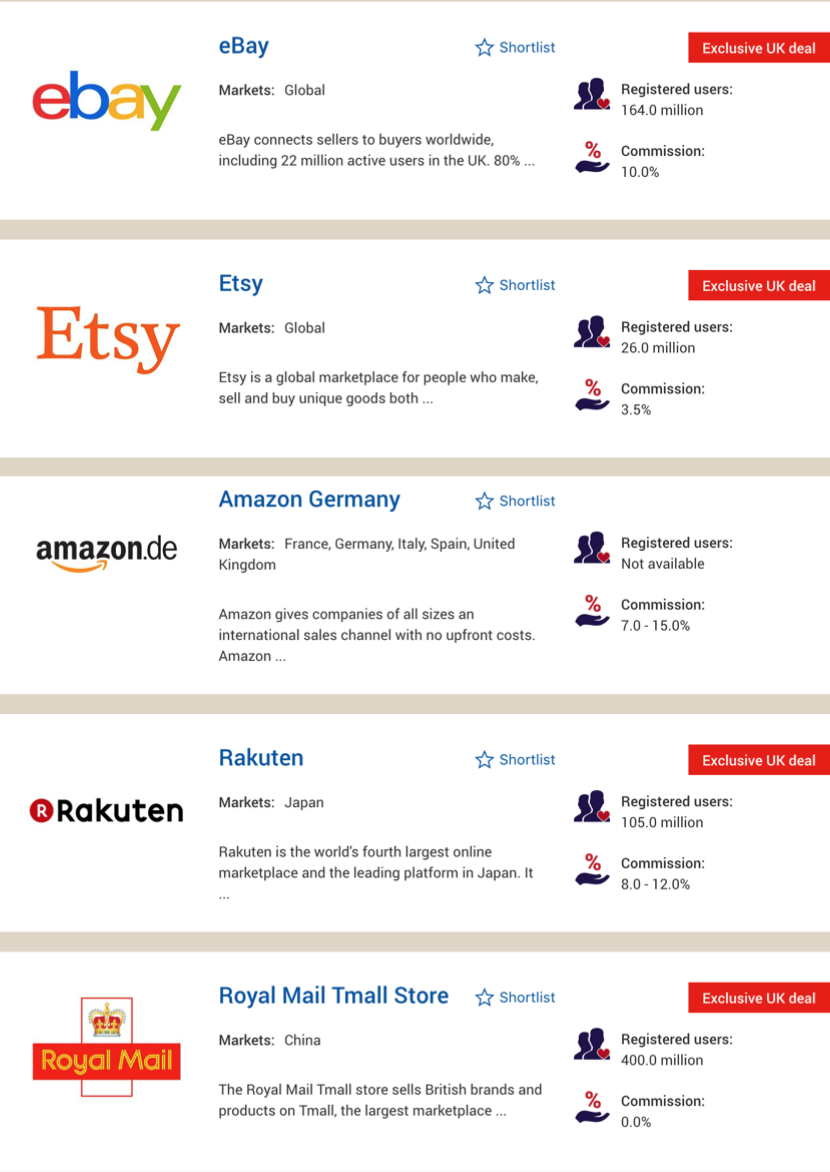 ebay
eBay
Shortlist
Exclusive UK deal
Markets: Global
Registered users:
164.0 million
eBay connects sellers to buyers worldwide,
including 22 million active users in the UK. 80% ...
%
Commission:
10.0%
Etsy
Etsy
Shortlist
Exclusive UK deal
Markets: Global
Registered users:
26.0 million
Etsy is a global marketplace for people who make,
sell and buy unique goods both ...
%
Commission:
3.5%
amazon.de
Amazon Germany
Shortlist
Markets: France, Germany, Italy, Spain, United
Kingdom
Registered users:
Not available
Amazon gives companies of all sizes an
international sales channel with no upfront costs.
Amazon ...
%
Commission:
7.0 - 15.0%
R Rakuten
Rakuten
Shortlist
Exclusive UK deal
Markets: Japan
Registered users:
105.0 million
Rakuten is the world's fourth largest online
marketplace and the leading platform in Japan. It
...
%
Commission:
8.0 - 12.0%
Royal Mail
Royal Mail Tmall Store
Shortlist
Exclusive UK deal
Markets: China
Registered users:
400.0 million
The Royal Mail Tmall store sells British brands and
products on Tmall, the largest marketplace ...
%
Commission:
0.0%